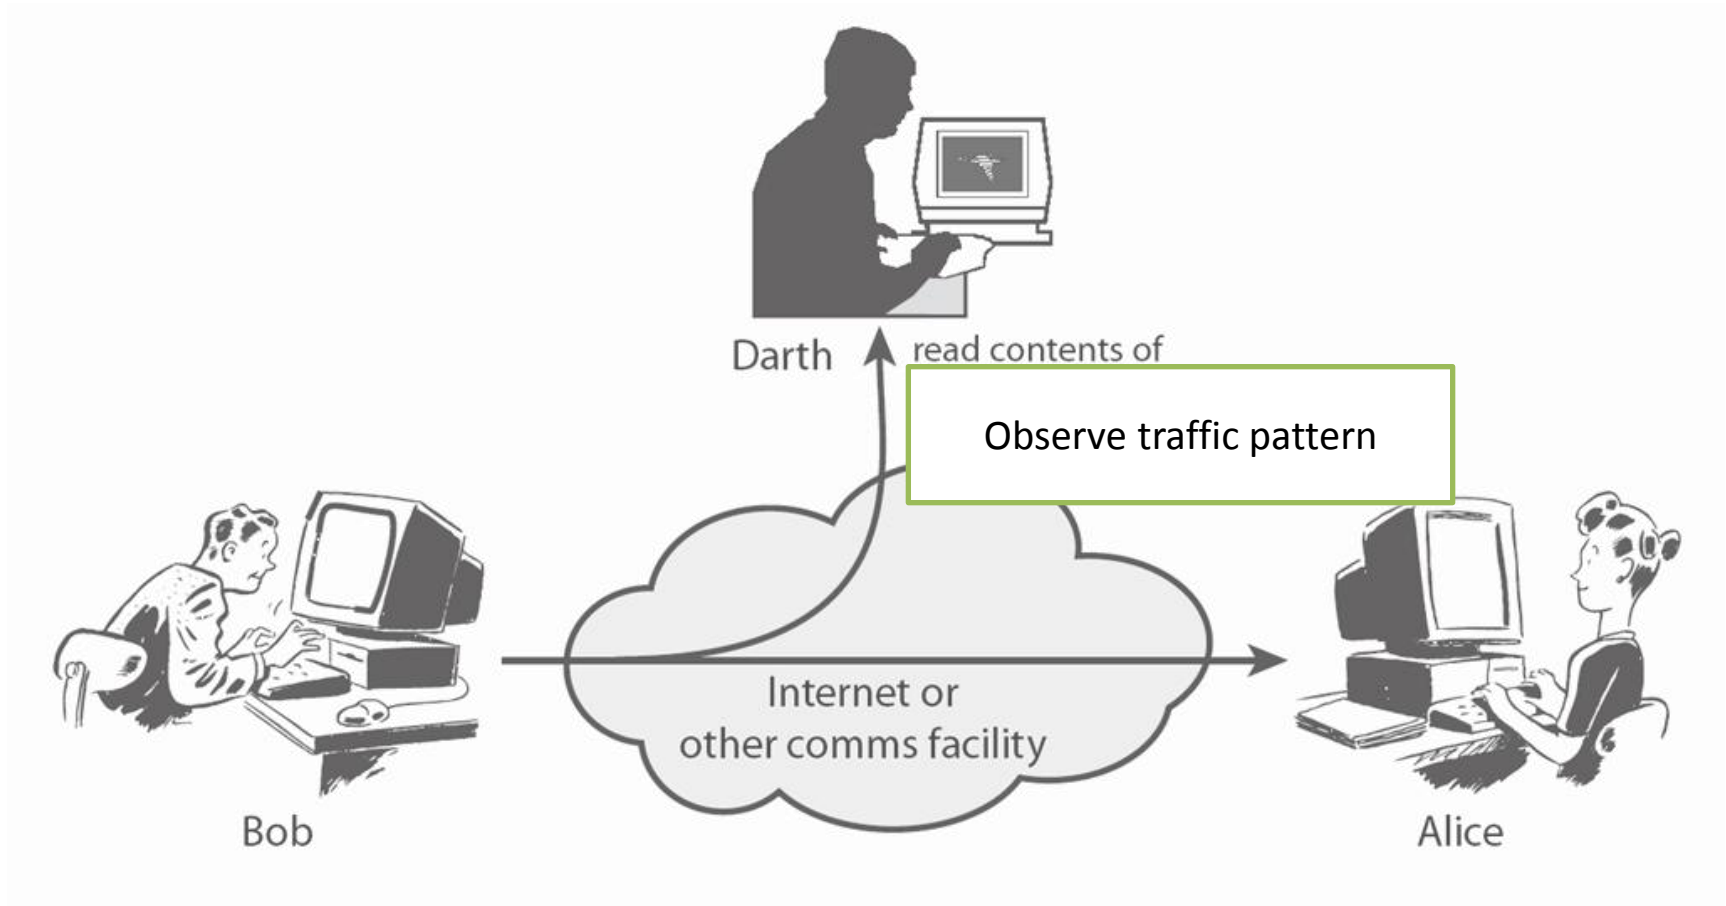 Darth
read contents of
Observe traffic pattern
Internet or
other comms facility
Bob
Alice